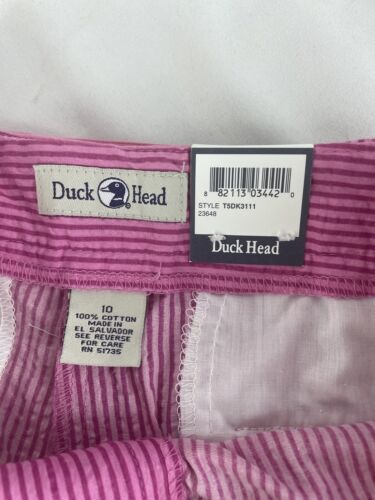 Duck Head
8 82113 03442 0
STYLE T5DK3111
23648
Duck Head
10
100% COTTON
MADE IN
EL SALVADOR
SEE REVERSE
FOR CARE
RN 51735